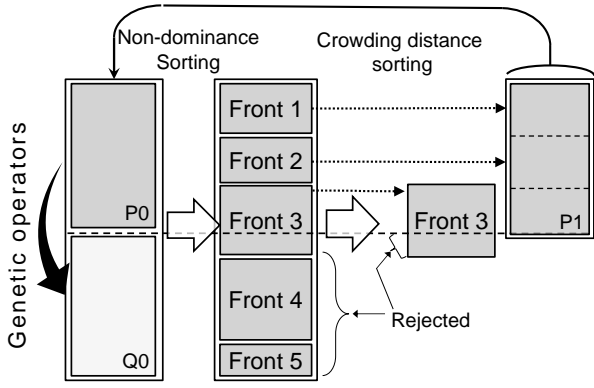 Non-dominance
Sorting
Crowding distance
sorting
Genetic operators
P0
Q0
Front 1
Front 2
Front 3
Front 4
Front 5
Front 3
P1
Rejected